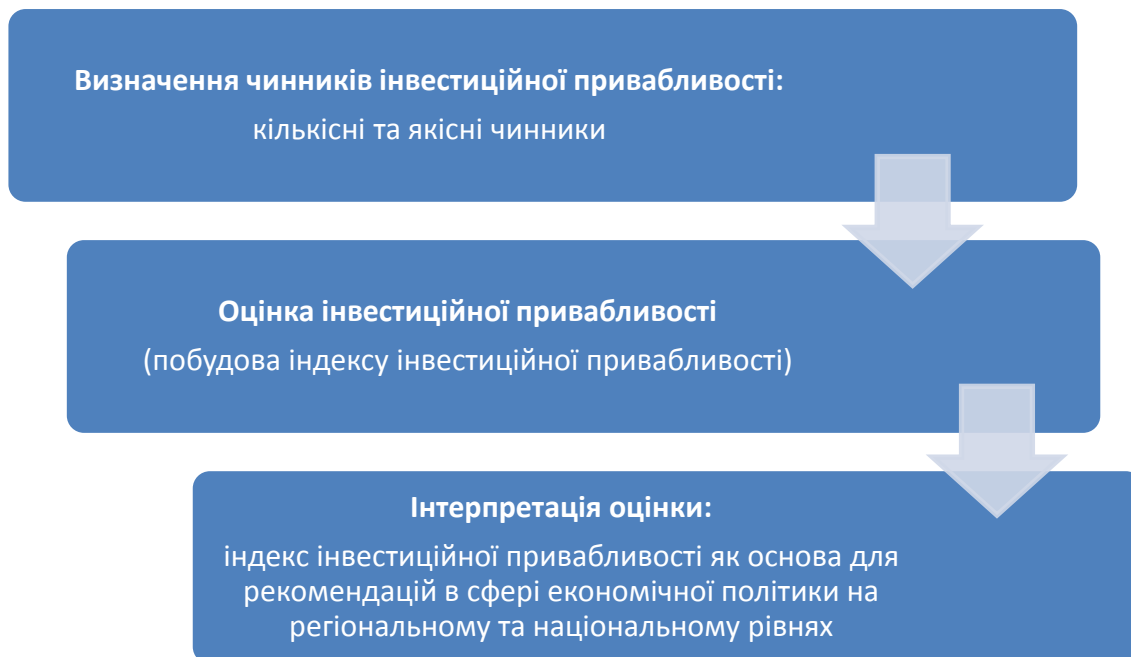 Визначення чинників інвестиційної привабливості:
кількісні та якісні чинники
Оцінка інвестиційної привабливості
(побудова індексу інвестиційної привабливості)
Інтерпретація оцінки:
індекс інвестиційної привабливості як основа для
рекомендацій в сфері економічної політики на
регіональному та національному рівнях